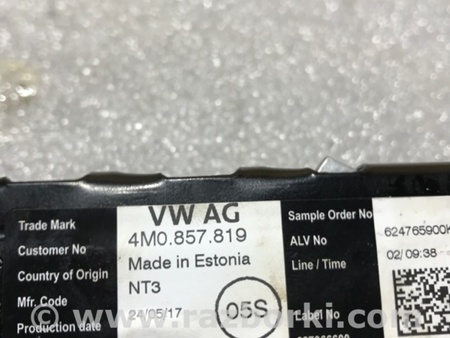 Trade Mark VW AG Sample Order No
Customer No 4M0.857.819 ALV No 624765900K
Country of Origin Made in Estonia Line / Time 02/ 09:38
Mfr. Code NT3
Production date 24/05/17 05S Label No
www.razborki.com